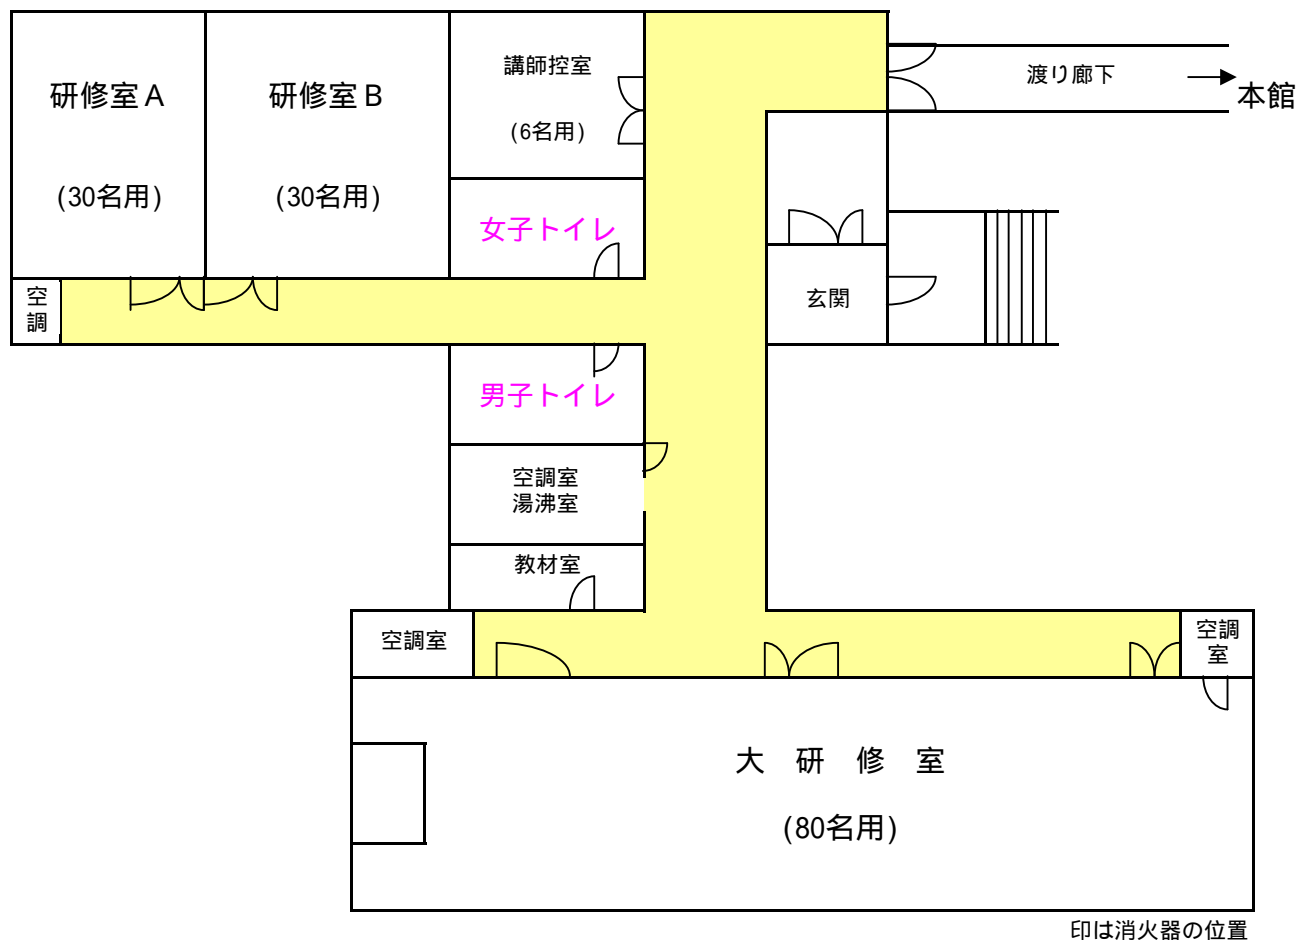 研修室A
(30名用)
研修室B
(30名用)
講師控室
(6名用)
渡り廊下
本館
女子トイレ
空
調
玄関
男子トイレ
空調室
湯沸室
教材室
空調室
空調
室
大 研 修 室
(80名用)
印は消火器の位置